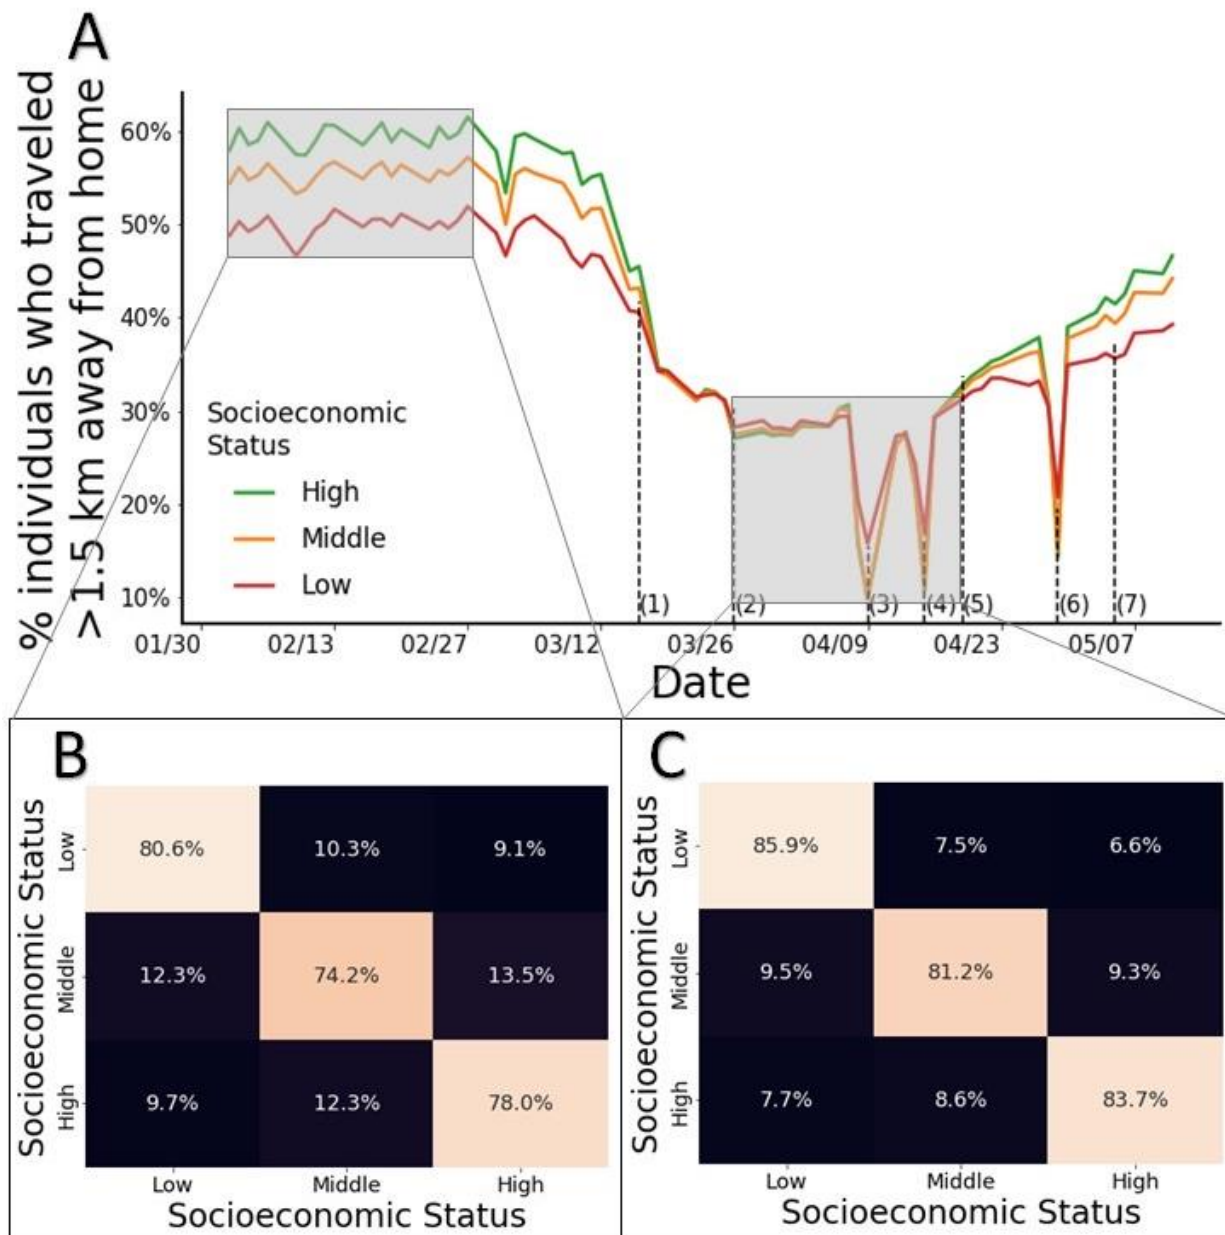 A
% individuals who traveled
>1.5 km away from home
60%
50%
40%
30%
20%
10%
Socioeconomic
Status
High
Middle
Low
(1)
(2)
(3)
(4)
(5)
(6)
(7)
01/30
02/13
02/27
03/12
03/26
04/09
04/23
05/07
Date
B
Socioeconomic Status
Low
80.6%
10.3%
9.1%
Middle
12.3%
74.2%
13.5%
High
9.7%
12.3%
78.0%
Low
Middle
High
Socioeconomic Status
C
Socioeconomic Status
Low
85.9%
7.5%
6.6%
Middle
9.5%
81.2%
9.3%
High
7.7%
8.6%
83.7%
Low
Middle
High
Socioeconomic Status